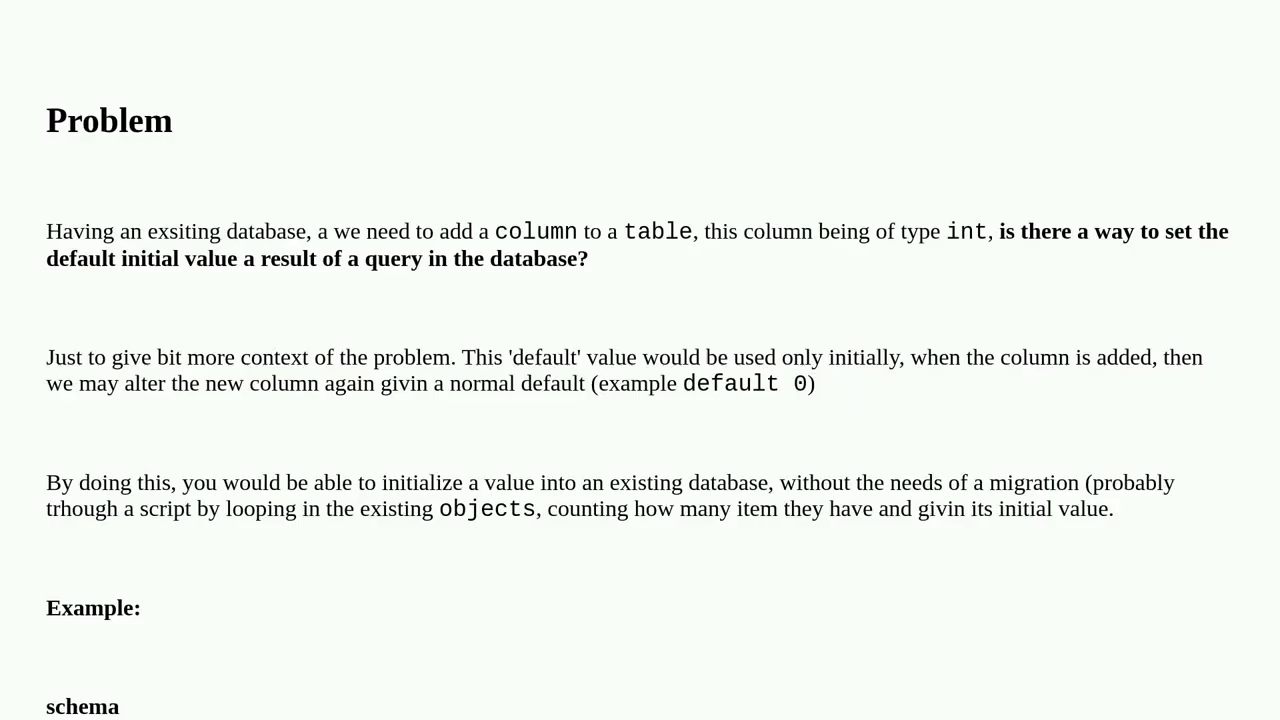 Problem
Having an exsiting database, a we need to add a column to a table, this column being of type int, is there a way to set the
default initial value a result of a query in the database?
Just to give bit more context of the problem. This 'default' value would be used only initially, when the column is added, then
we may alter the new column again givin a normal default (example default 0)
By doing this, you would be able to initialize a value into an existing database, without the needs of a migration (probably
trhough a script by looping in the existing objects, counting how many item they have and givin its initial value.
Example:
schema